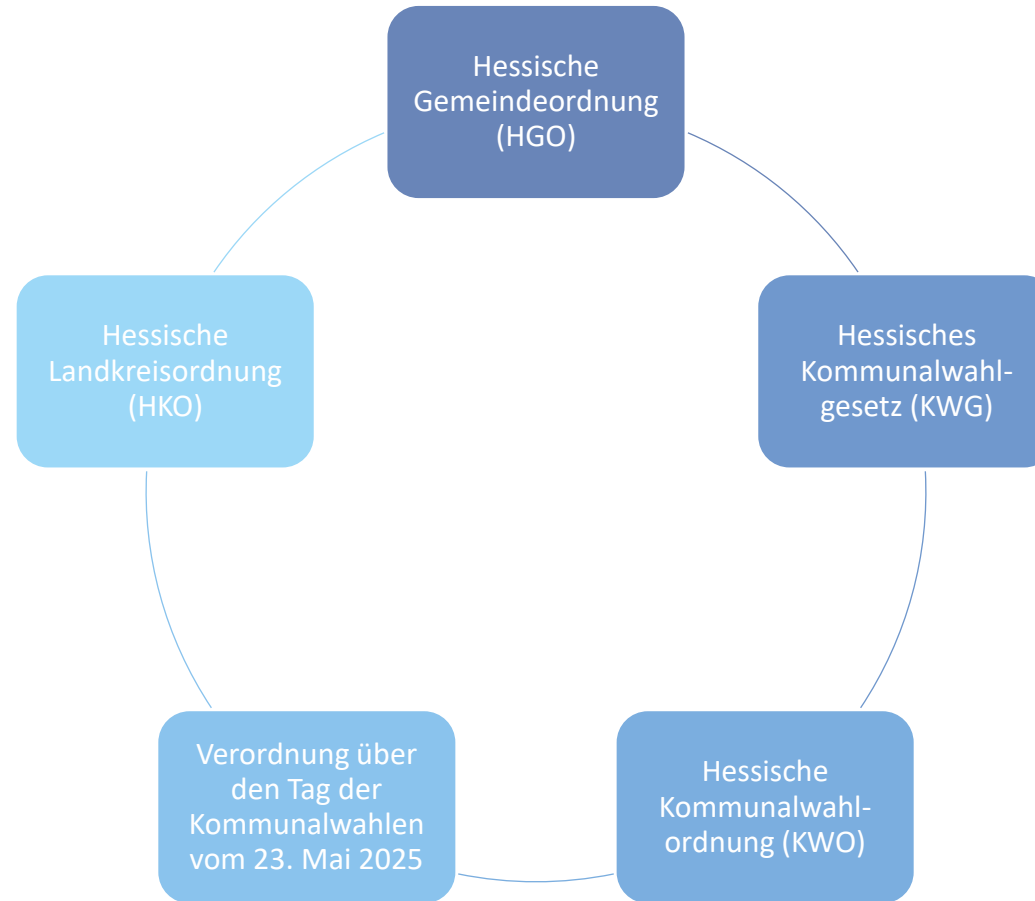 Hessische
Gemeindeordnung
(HGO)
Hessisches
Kommunalwahl-
gesetz (KWG)
Hessische
Kommunalwahl-
ordnung (KWO)
Verordnung über
den Tag der
Kommunalwahlen
vom 23. Mai 2025
Hessische
Landkreisordnung
(HKO)